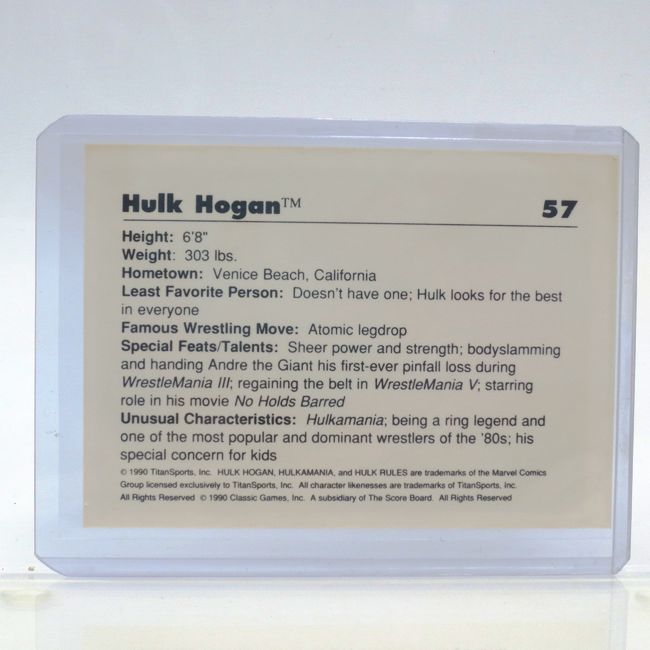 Hulk Hogan™ 57
Height: 6'8"
Weight: 303 lbs.
Hometown: Venice Beach, California
Least Favorite Person: Doesn't have one; Hulk looks for the best
in everyone
Famous Wrestling Move: Atomic legdrop
Special Feats/Talents: Sheer power and strength; bodyslamming
and handing Andre the Giant his first-ever pinfall loss during
WrestleMania III; regaining the belt in WrestleMania V; starring
role in his movie No Holds Barred
Unusual Characteristics: Hulkamania; being a ring legend and
one of the most popular and dominant wrestlers of the '80s; his
special concern for kids
© 1990 TitanSports, Inc. HULK HOGAN, HULKAMANIA, and HULK RULES are trademarks of the Marvel Comics
Group licensed exclusively to TitanSports, Inc. All character likenesses are trademarks of TitanSports, Inc.
All Rights Reserved © 1990 Classic Games, Inc. A subsidiary of The Score Board. All Rights Reserved